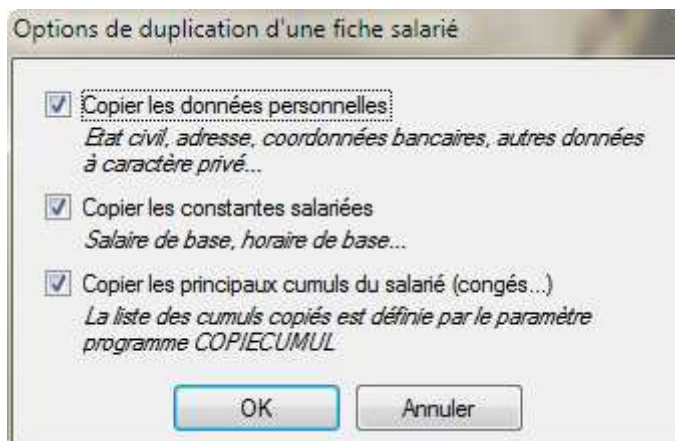 Options de duplication d'une fiche salarié
Copier les données personnelles
Etat civil, adresse, coordonnées bancaires, autres données
à caractère privé...
Copier les constantes salariées
Salaire de base, horaire de base...
Copier les principaux cumuls du salarié (congés...)
La liste des cumuls copiés est définie par le paramètre
programme COPIECUMUL
OK Annuler